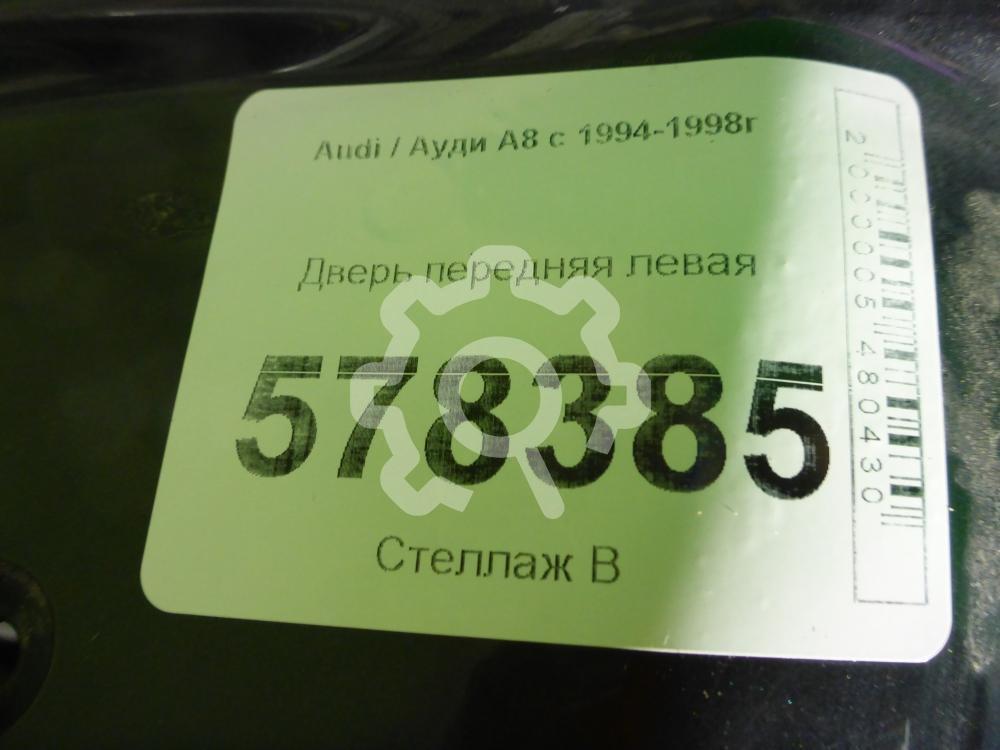 Audi / Ауди А8 с 1994-1998г
Дверь передняя левая
578385
Стеллаж В
2000005480430